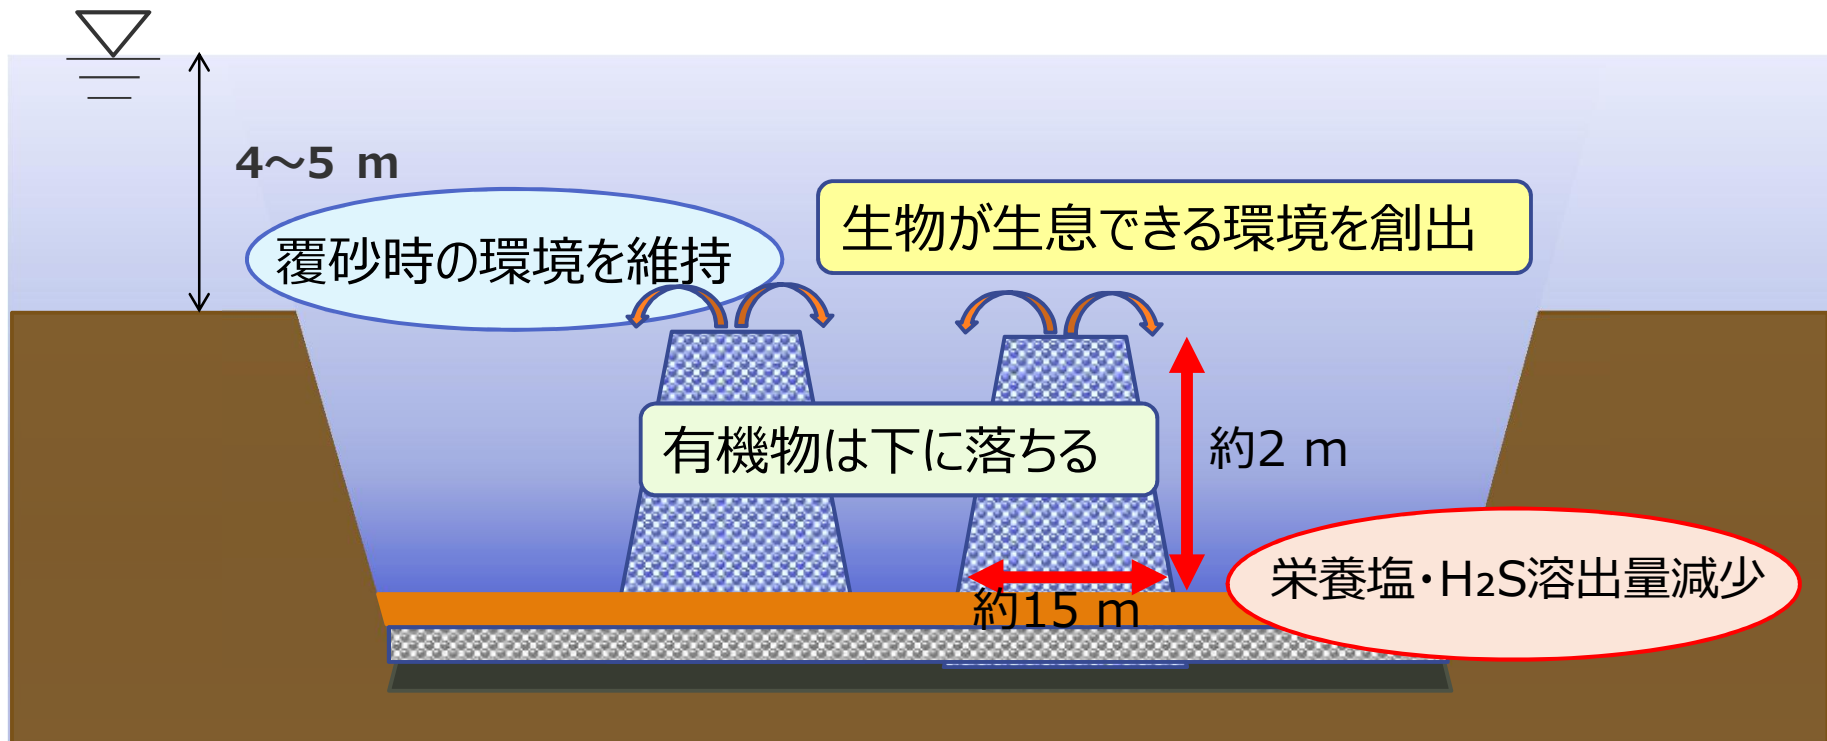 4～5 m
覆砂時の環境を維持
生物が生息できる環境を創出
有機物は下に落ちる
約2 m
栄養塩・H₂S溶出量減少
約15 m